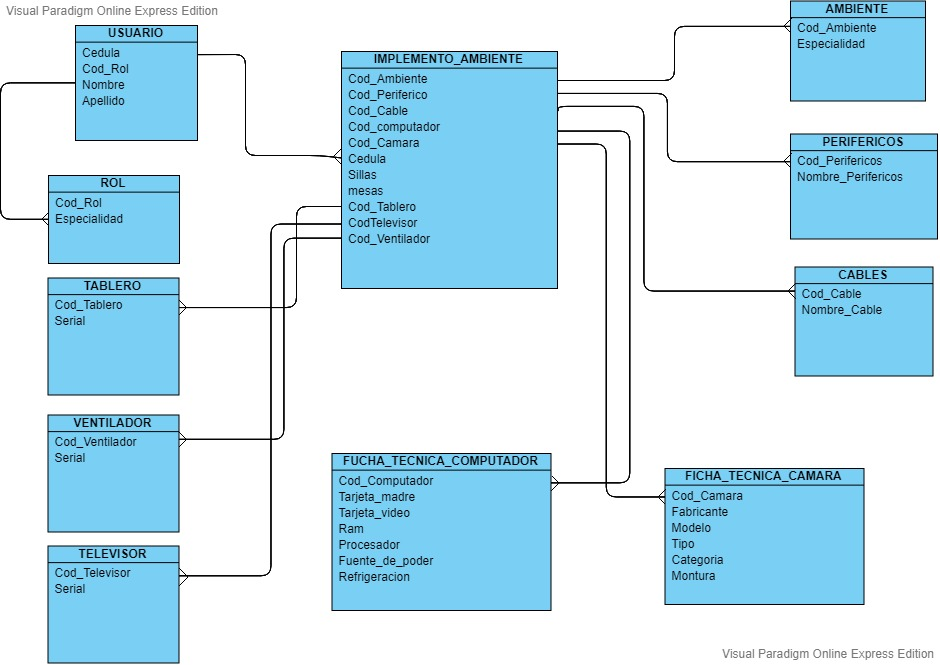 Visual Paradigm Online Express Edition
USUARIO
Cedula
Cod_Rol
Nombre
Apellido
ROL
Cod_Rol
Especialidad
TABLERO
Cod_Tablero
Serial
VENTILADOR
Cod_Ventilador
Serial
TELEVISOR
Cod_Televisor
Serial
IMPLEMENTO_AMBIENTE
Cod_Ambiente
Cod_Periferico
Cod_Cable
Cod_computador
Cod_Camara
Cedula
Sillas
mesas
Cod_Tablero
CodTelevisor
Cod_Ventilador
FUCHA_TECNICA_COMPUTADOR
Cod_Computador
Tarjeta_madre
Tarjeta_video
Ram
Procesador
Fuente_de_poder
Refrigeracion
AMBIENTE
Cod_Ambiente
Especialidad
PERIFERICOS
Cod_Perifericos
Nombre_Perifericos
CABLES
Cod_Cable
Nombre_Cable
FICHA_TECNICA_CAMARA
Cod_Camara
Fabricante
Modelo
Tipo
Categoria
Montura
Visual Paradigm Online Express Edition